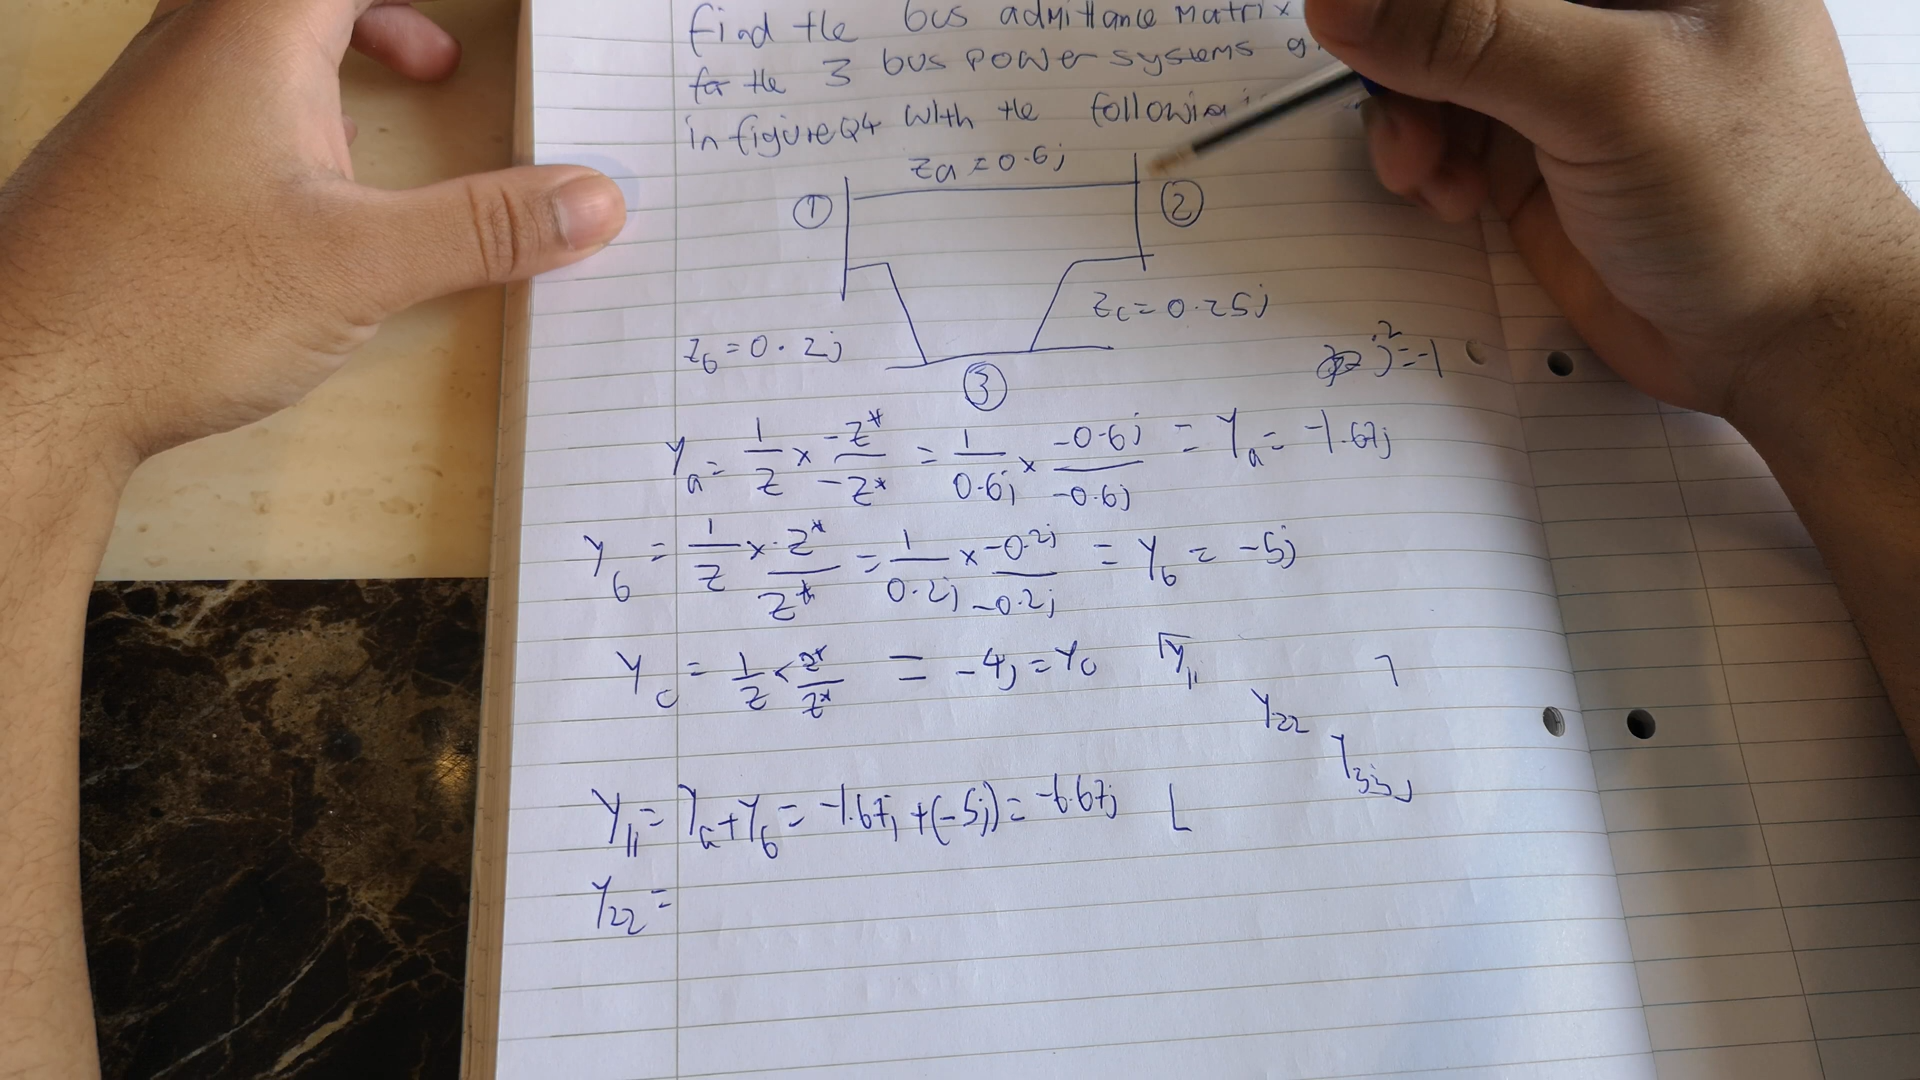 find the bus admittance matrix
for the 3 bus power systems
in figure Q4 with the
Za = 0.6j
① ②
Zc = 0.25j
Zb = 0.2j
j² = -1
③
Ya = 1/Z × -Z*/-Z* = 1/0.6j × -0.6j/-0.6j = Ya = -1.67j
Yb = 1/Z × Z*/Z* = 1/0.2j × -0.2j/-0.2j = Yb = -5j
Yc = 1/Z × Z*/Z* = -4j = Yc
Y11
Y22
Y33
Y11 = Ya + Yb = -1.67j + (-5j) = -6.67j
Y22 =